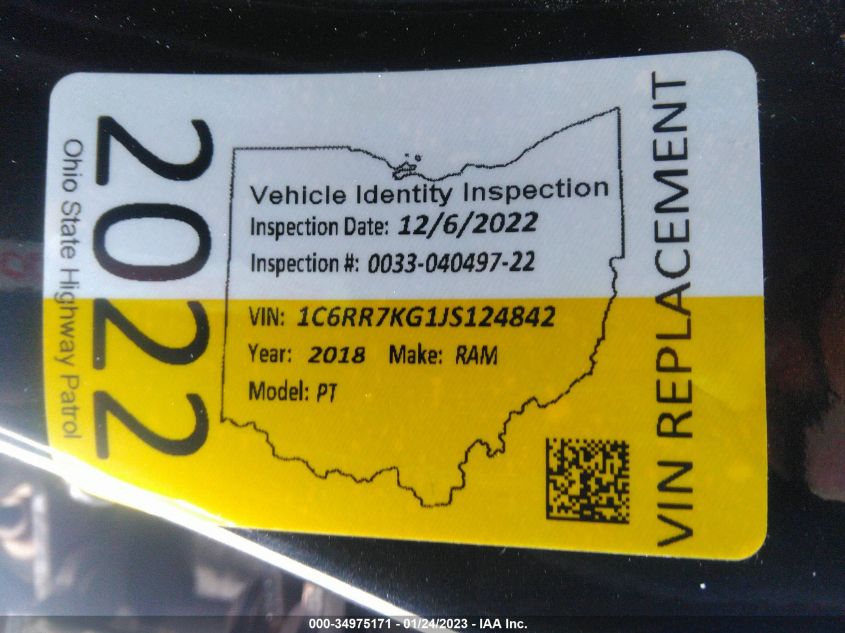 2022
Ohio State Highway Patrol
Vehicle Identity Inspection
Inspection Date: 12/6/2022
Inspection #: 0033-040497-22
VIN: 1C6RR7KG1JS124842
Year: 2018 Make: RAM
Model: PT
VIN REPLACEMENT
000-34975171 - 01/24/2023 - IAA Inc.